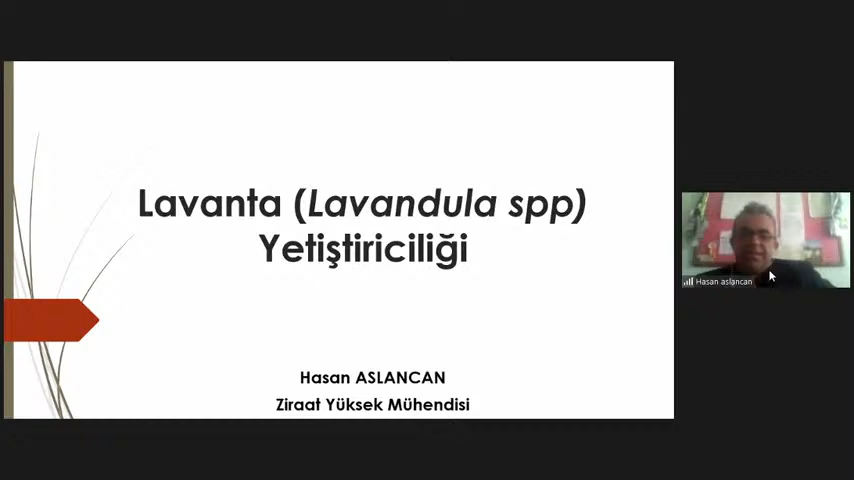 Lavanta (Lavandula spp)
Yetiştiriciliği
Hasan ASLANCAN
Ziraat Yüksek Mühendisi
Hasan aslancan